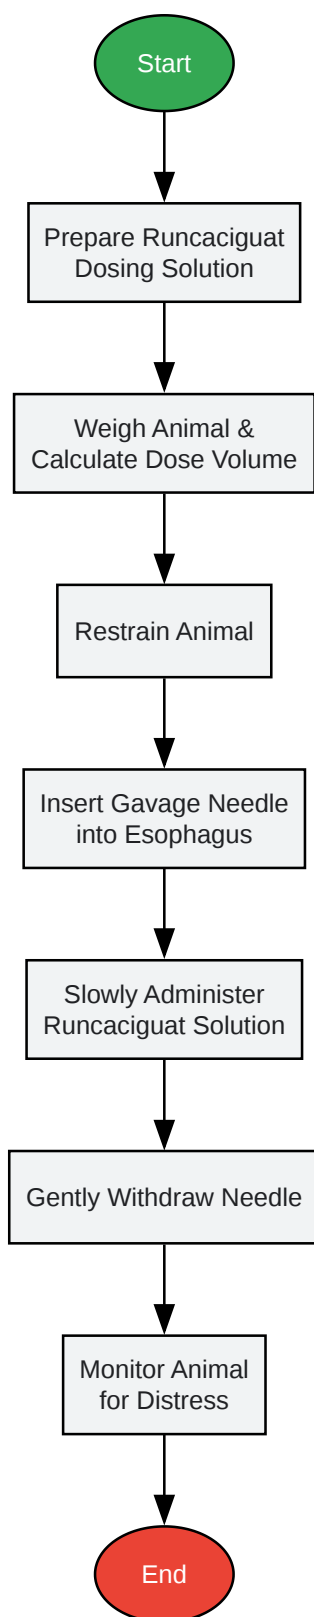 Start
Prepare Runcaciguat
Dosing Solution
Weigh Animal &
Calculate Dose Volume
Restrain Animal
Insert Gavage Needle
into Esophagus
Slowly Administer
Runcaciguat Solution
Gently Withdraw Needle
Monitor Animal
for Distress
End